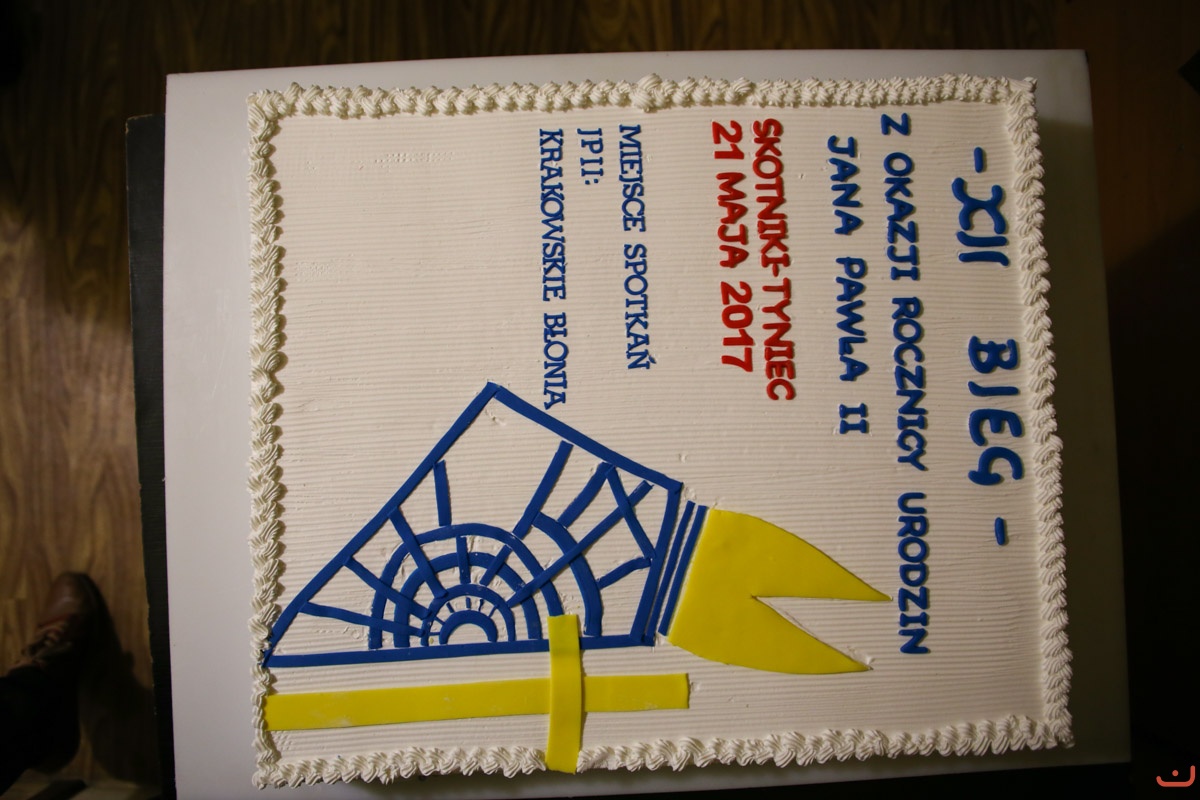 -XII BIEG -
Z OKAZJI ROCZNICY URODZIN
JANA PAWŁA II
SKOTNIKI-TYNIEC
21 MAJA 2017
MIEJSCE SPOTKAŃ
JPII:
KRAKOWSKIE BŁONIA